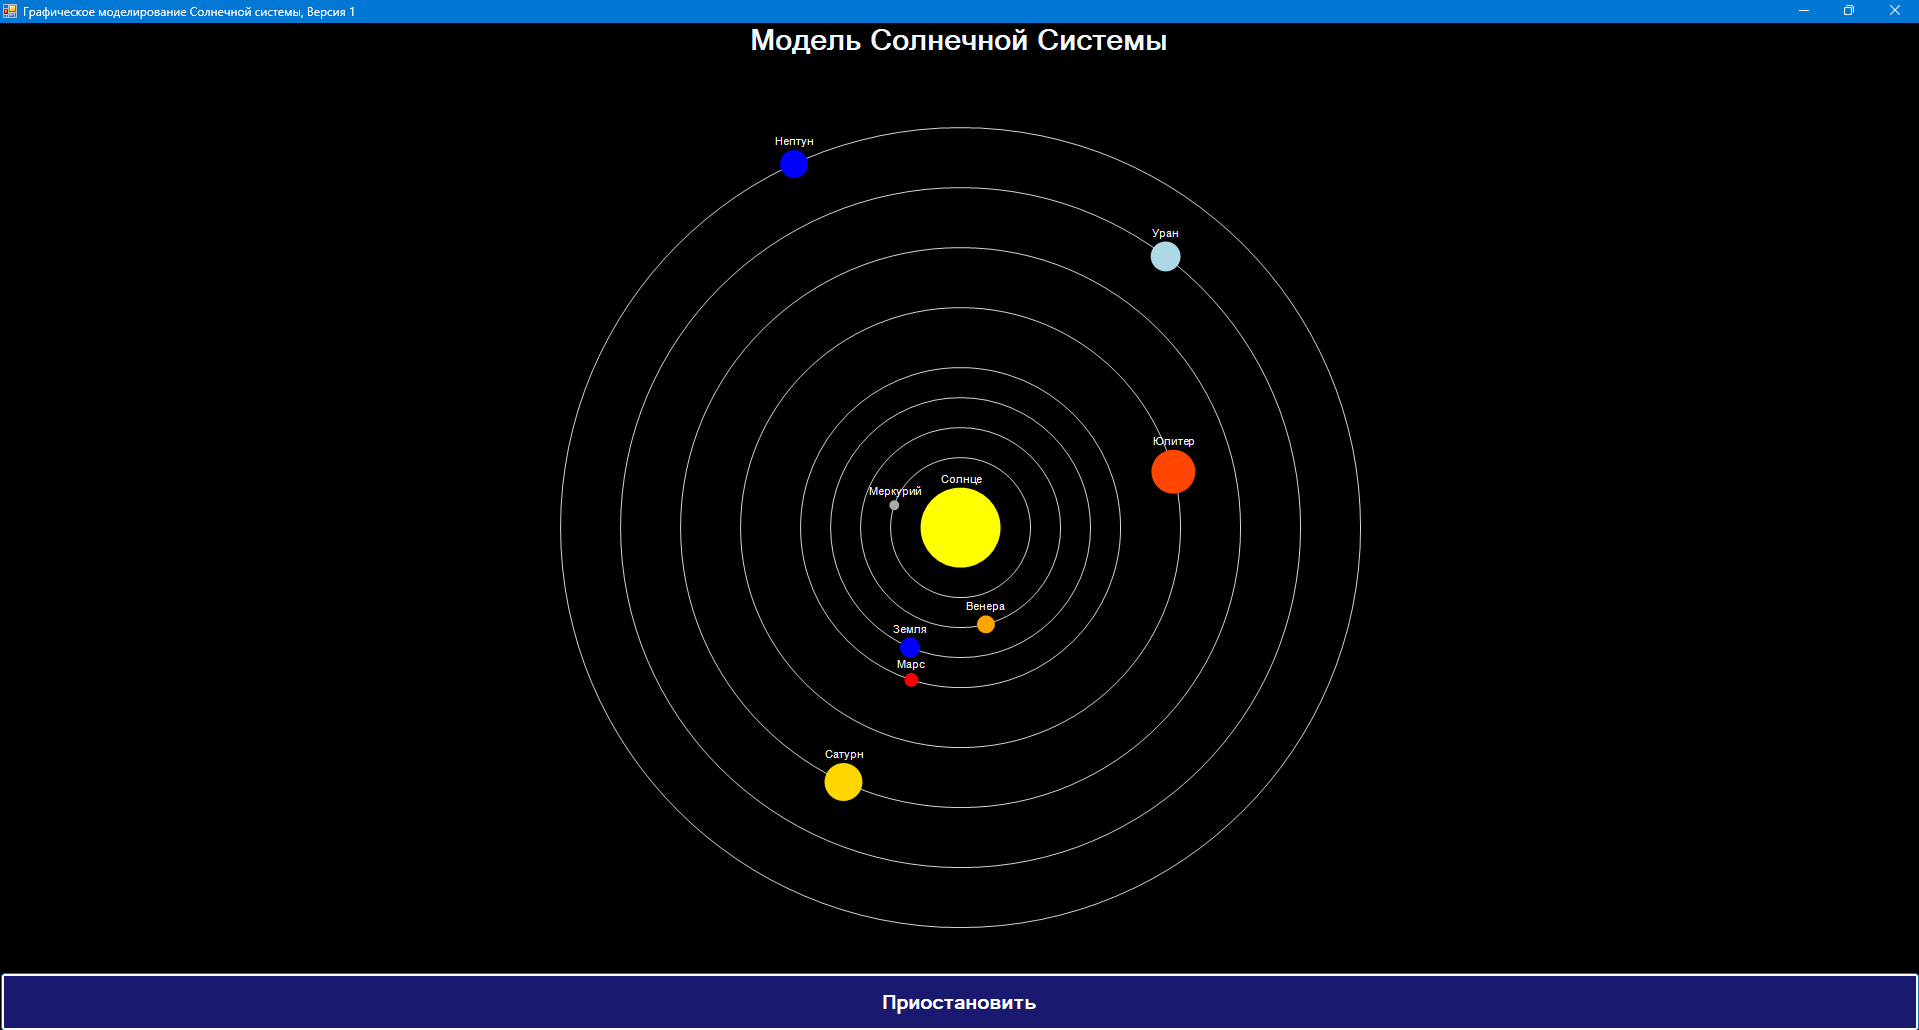 Графическое моделирование Солнечной системы, Версия 1
Модель Солнечной Системы
Нептун
Уран
Юпитер
Солнце
Меркурий
Венера
Земля
Марс
Сатурн
Приостановить